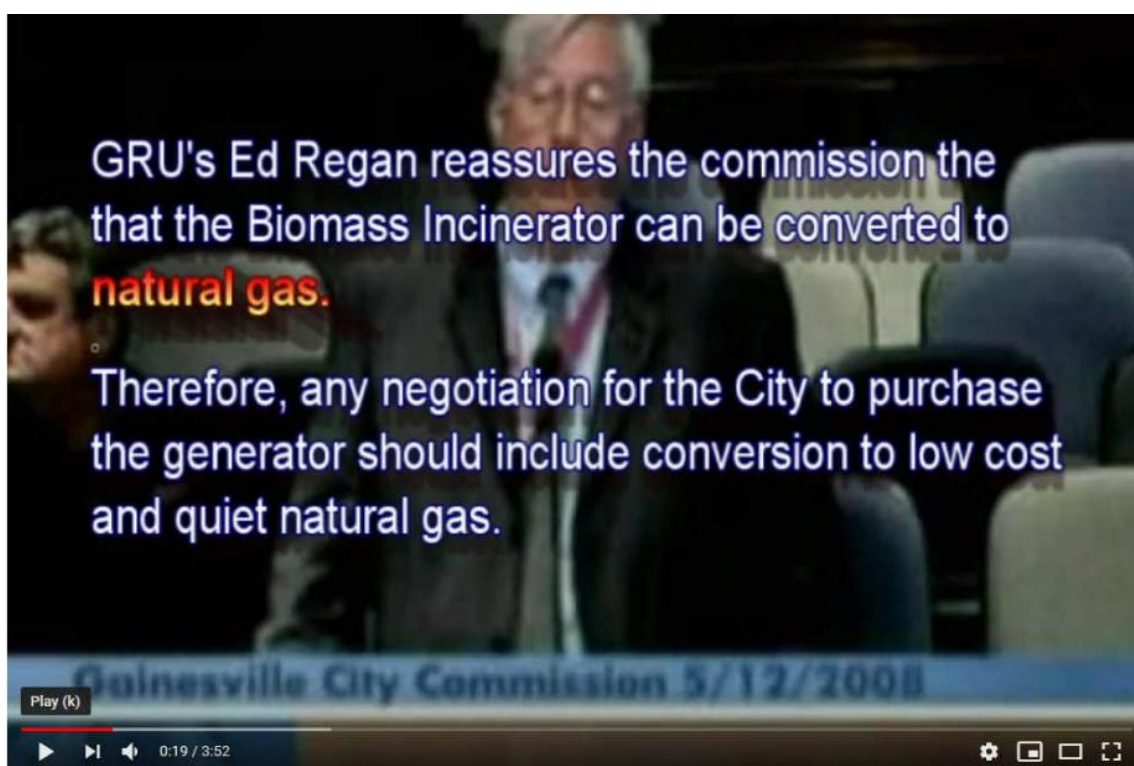 GRU's Ed Regan reassures the commission the
that the Biomass Incinerator can be converted to
natural gas.
Therefore, any negotiation for the City to purchase
the generator should include conversion to low cost
and quiet natural gas.
Gainesville City Commission 5/12/2008
Play (k)
0:19 / 3:52